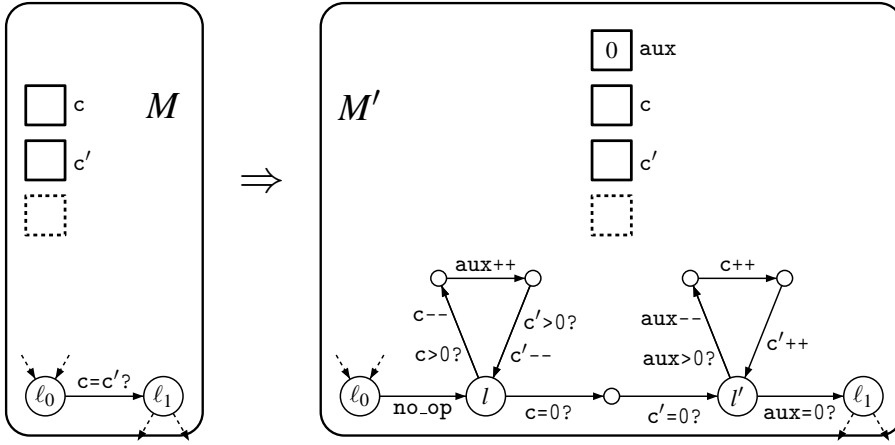 0 aux
c
M
M′
c
c′
c′
⇒
aux++
c++
c--
c′>0?
aux--
c>0?
c′--
aux>0?
c′++
ℓ₀
c=c′?
ℓ₁
ℓ₀
no_op
l
c=0?
c′=0?
l′
aux=0?
ℓ₁